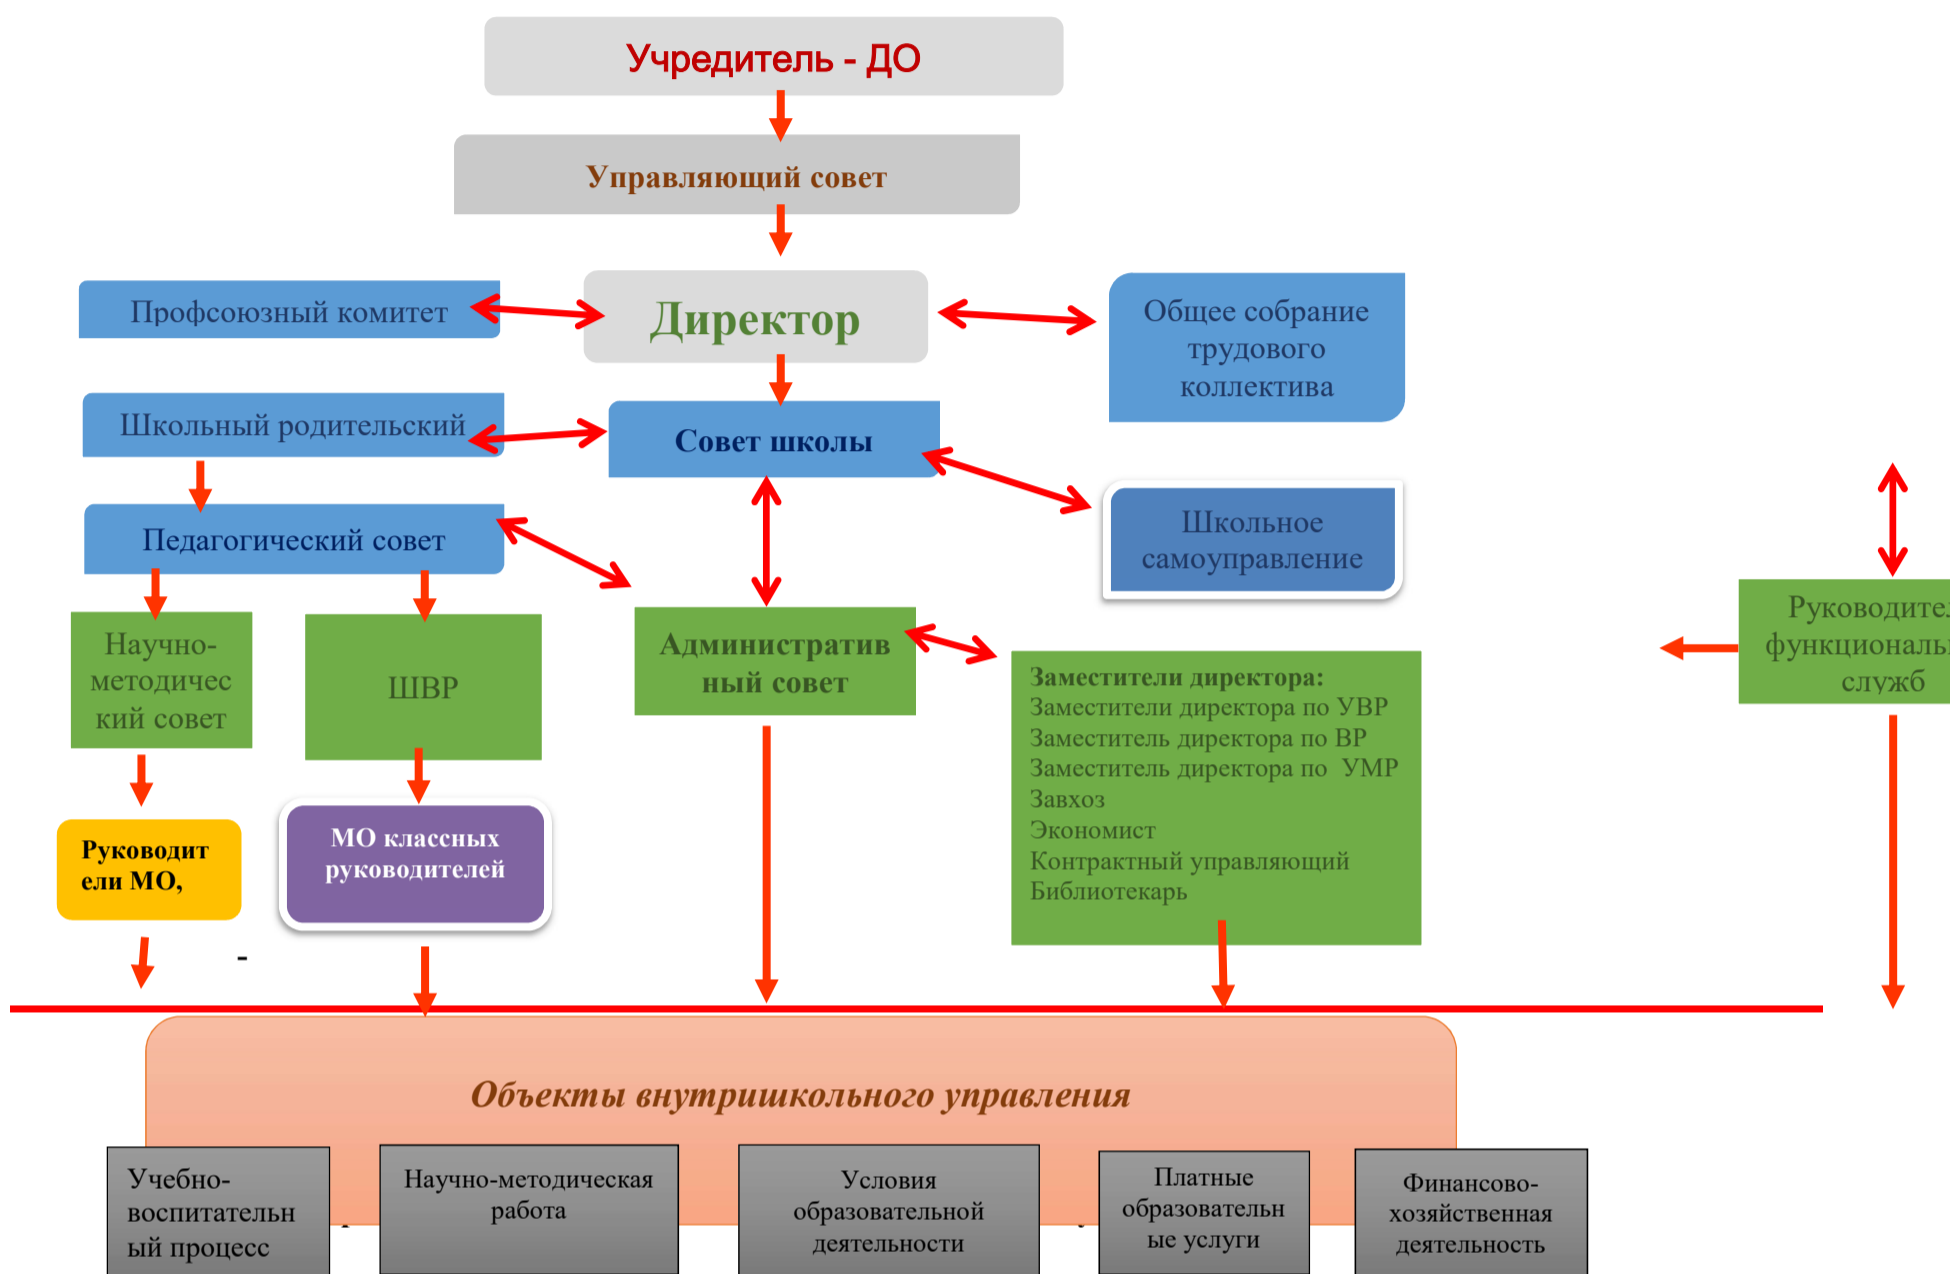 Учредитель - ДО
Управляющий совет
Профсоюзный комитет
Директор
Общее собрание
трудового
коллектива
Школьный родительский
Совет школы
Школьное
самоуправление
Педагогический совет
Научно-
методичес
кий совет
ШВР
Административ
ный совет
Заместители директора:
Заместители директора по УВР
Заместитель директора по ВР
Заместитель директора по УМР
Завхоз
Экономист
Контрактный управляющий
Библиотекарь
служб
Руководит
ели МО,
МО классных
руководителей
-
Объекты внутришкольного управления
Учебно-
воспитательн
ый процесс
Научно-методическая
работа
Условия
образовательной
деятельности
Платные
образовательн
ые услуги
Финансово-
хозяйственная
деятельность